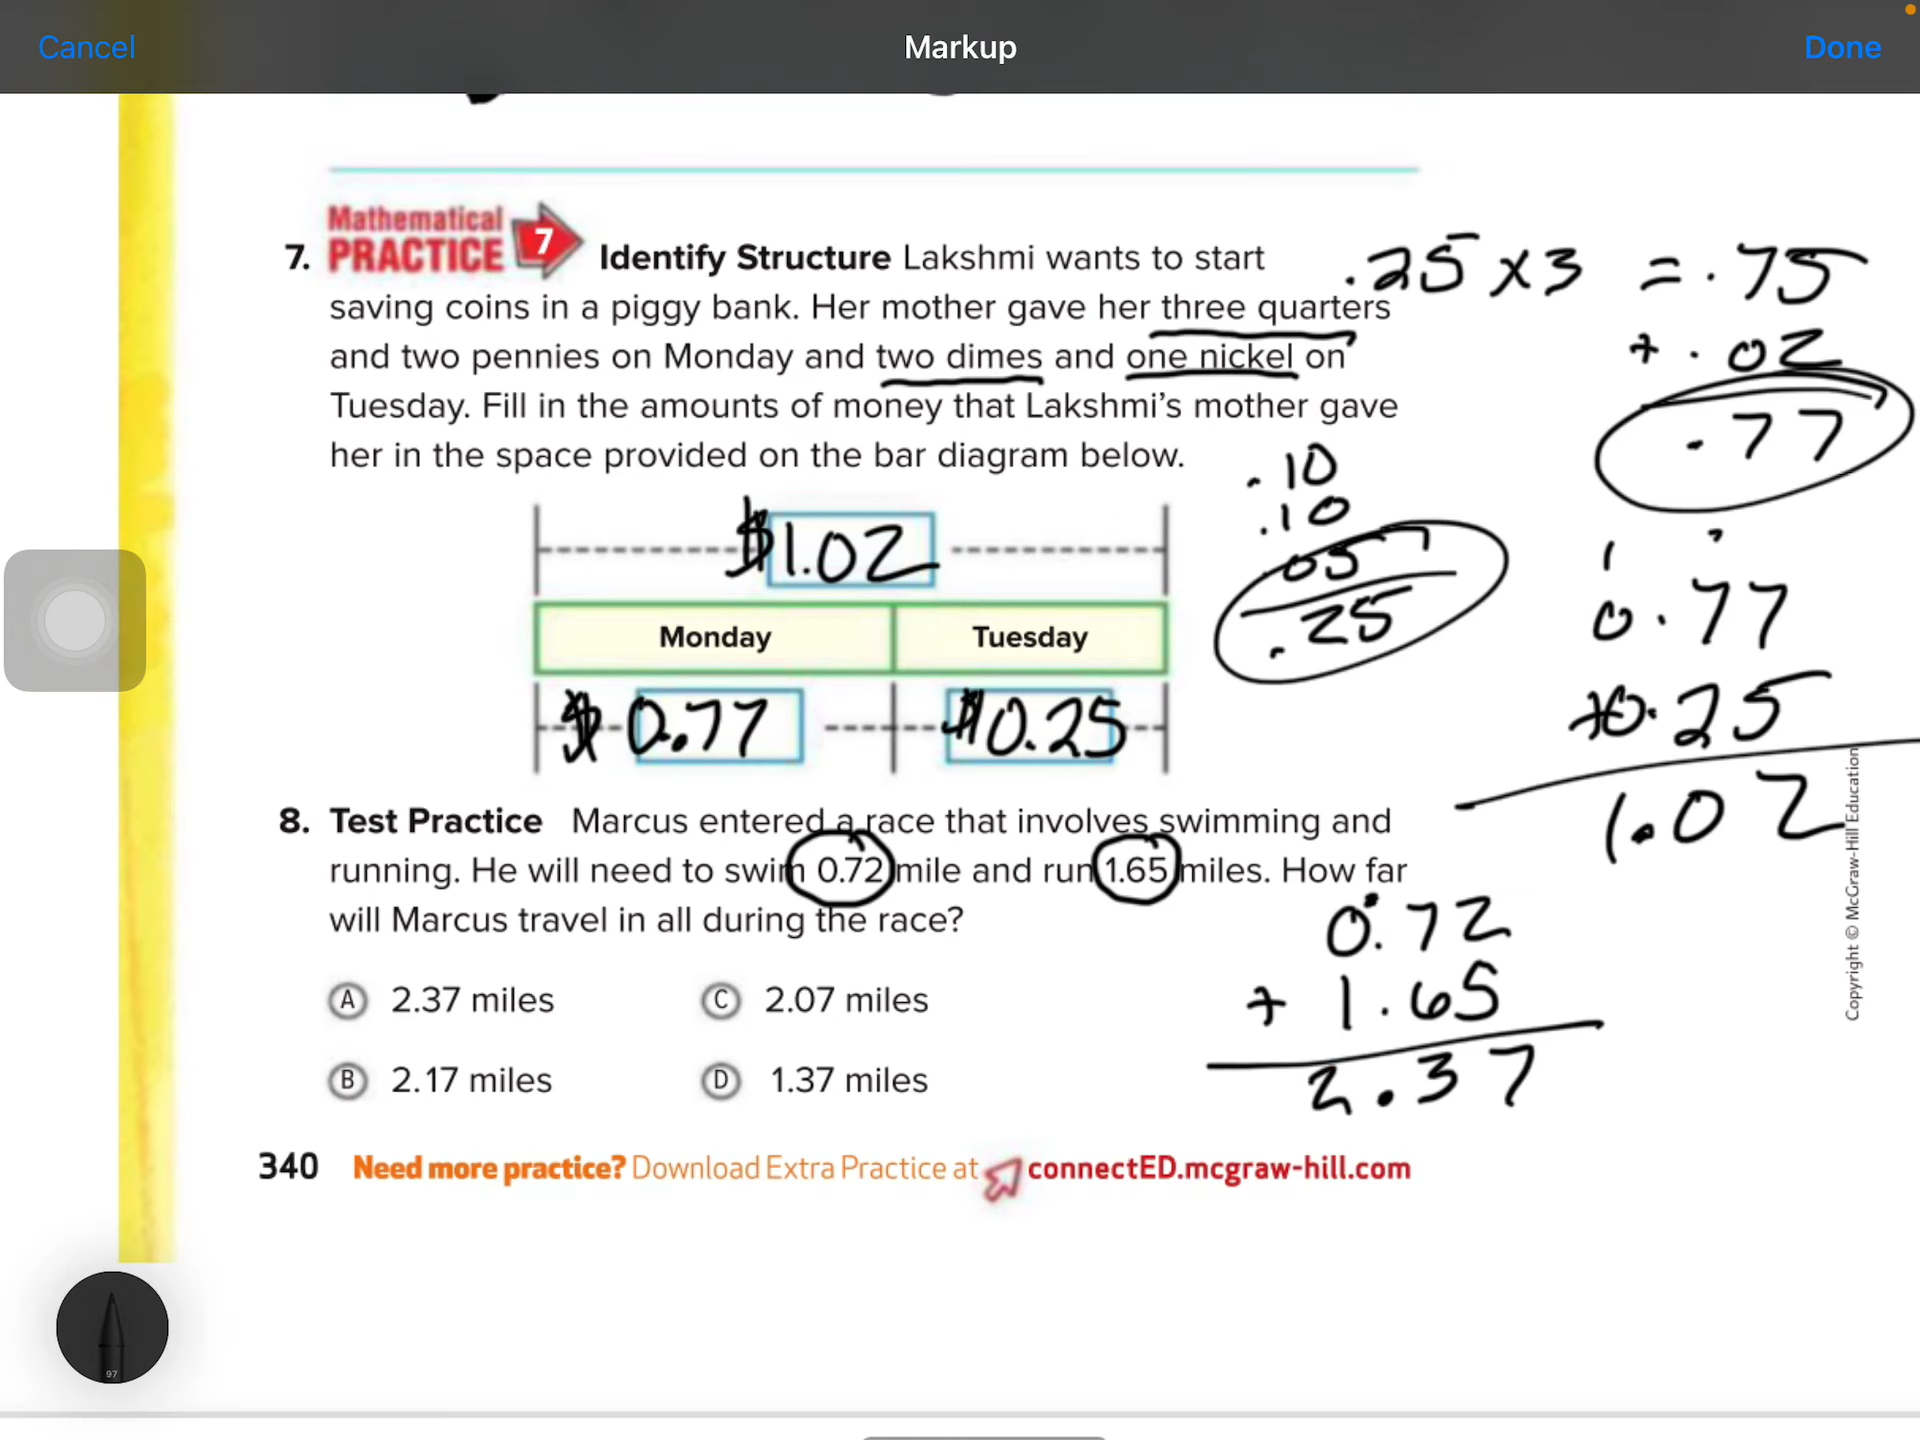 Cancel Markup Done
Mathematical
PRACTICE 7
7. Identify Structure Lakshmi wants to start
saving coins in a piggy bank. Her mother gave her three quarters
and two pennies on Monday and two dimes and one nickel on
Tuesday. Fill in the amounts of money that Lakshmi's mother gave
her in the space provided on the bar diagram below.
.25 x 3 = .75
+ .02
.77
.10
.10
.05
.25
1
0.77
+0.25
1.02
$1.02
Monday Tuesday
$0.77 $0.25
8. Test Practice Marcus entered a race that involves swimming and
running. He will need to swim 0.72 mile and run 1.65 miles. How far
will Marcus travel in all during the race?
0.72
+ 1.65
2.37
A 2.37 miles C 2.07 miles
B 2.17 miles D 1.37 miles
Copyright © McGraw-Hill Education
340 Need more practice? Download Extra Practice at connectED.mcgraw-hill.com
97